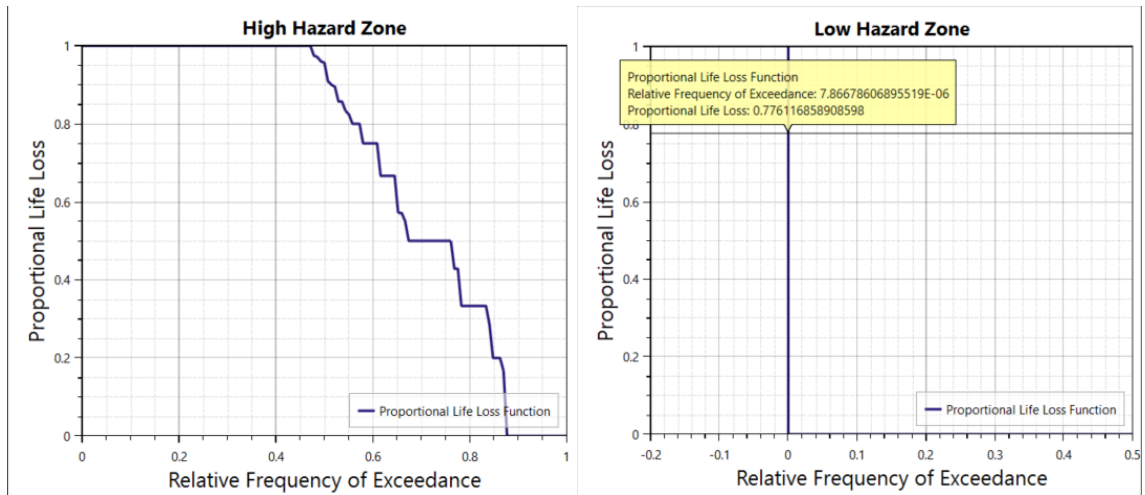 High Hazard Zone
1
0.8
0.6
0.4
0.2
0
Proportional Life Loss
Proportional Life Loss Function
0
0.2
0.4
0.6
0.8
1
Relative Frequency of Exceedance
Low Hazard Zone
1
Proportional Life Loss Function
Relative Frequency of Exceedance: 7.86678606895519E-06
Proportional Life Loss: 0.776116858908598
0.8
0.6
0.4
0.2
0
Proportional Life Loss
Proportional Life Loss Function
-0.2
-0.1
0
0.1
0.2
0.3
0.4
0.5
Relative Frequency of Exceedance